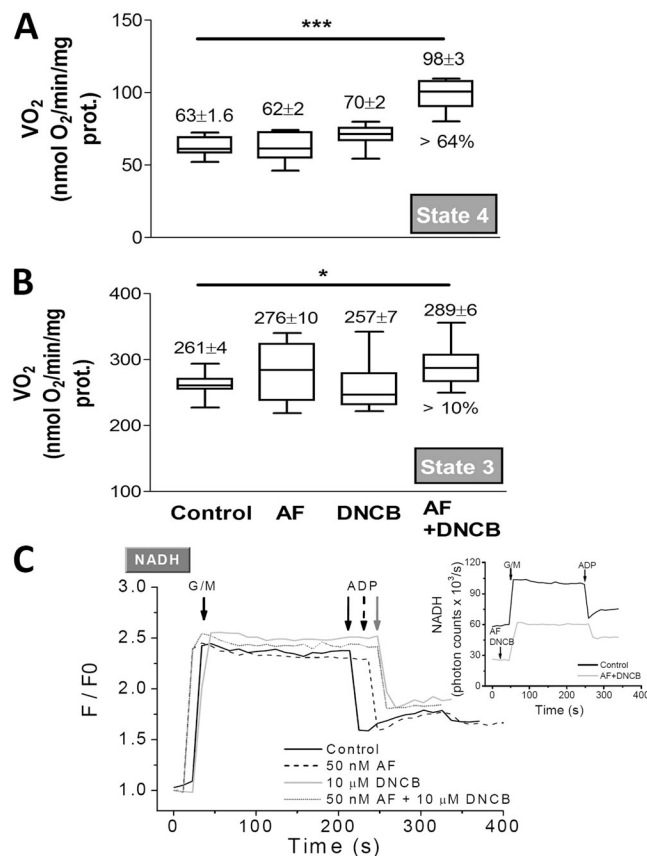 A
***
VO2
(nmol O2/min/mg
prot.)
150
100
50
0
63±1.6
62±2
70±2
98±3
> 64%
State 4
B
*
VO2
(nmol O2/min/mg
prot.)
400
300
200
100
261±4
276±10
257±7
289±6
> 10%
State 3
Control
AF
DNCB
AF
+DNCB
C
NADH
G/M
ADP
F / F0
3.0
2.5
2.0
1.5
1.0
0
100
200
300
400
Time (s)
Control
50 nM AF
10 µM DNCB
50 nM AF + 10 µM DNCB
NADH
(photon counts x 10³/s)
120
90
60
30
0
G/M
ADP
AF
DNCB
Control
AF+DNCB
0
100
200
300
400
Time (s)